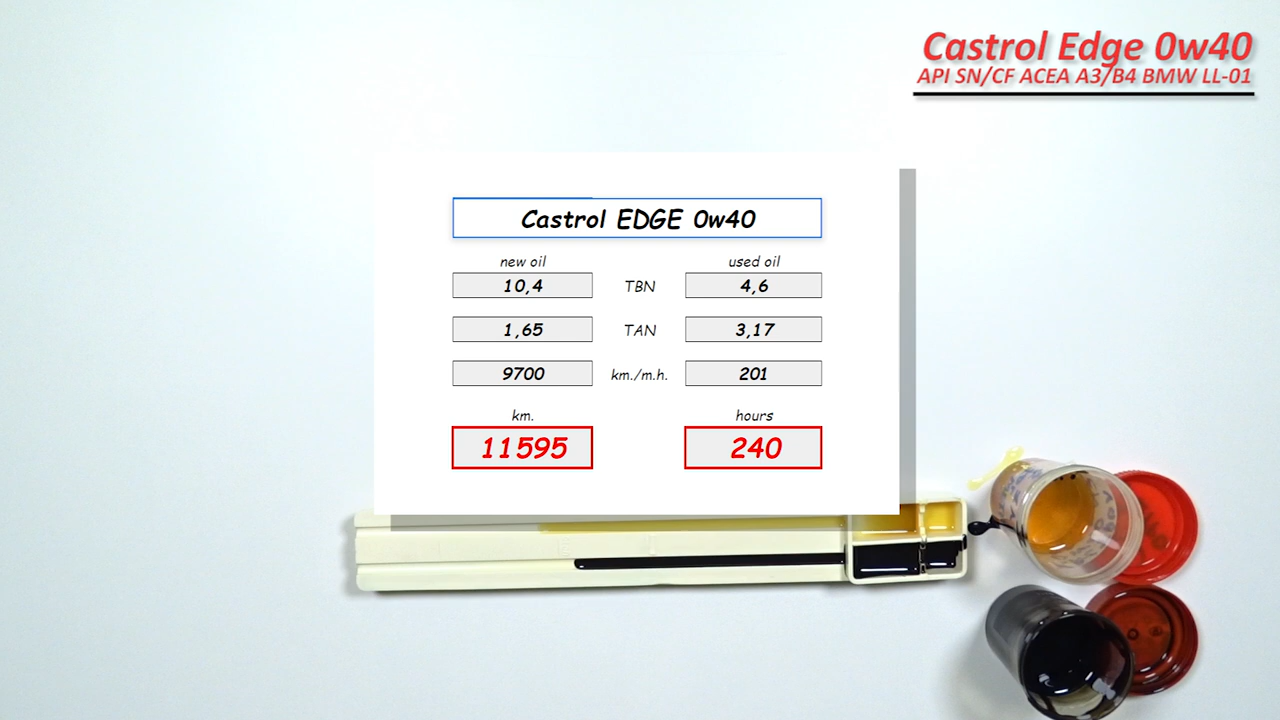 Castrol Edge 0w40
API SN/CF ACEA A3/B4 BMW LL-01
Castrol EDGE 0w40
new oil used oil
10,4 TBN 4,6
1,65 TAN 3,17
9700 km./m.h. 201
km. hours
11595 240